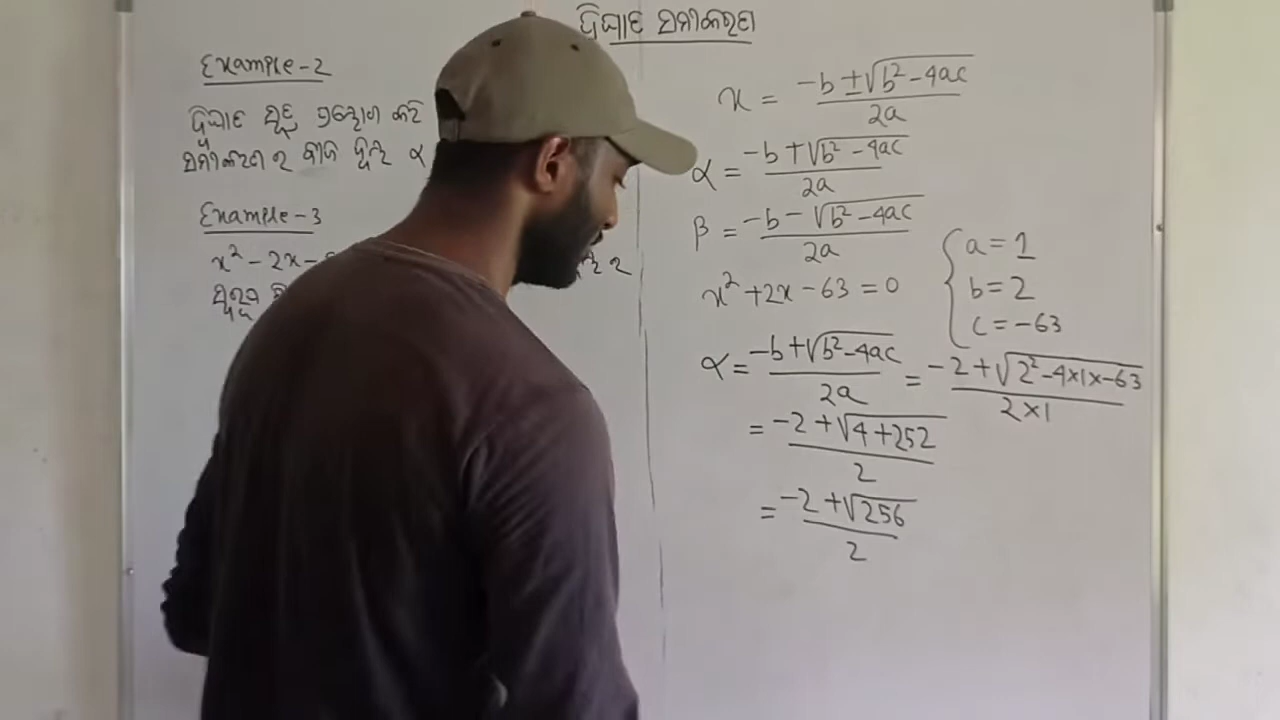 ଦ୍ଵିଘାତ ସମୀକରଣ
Example-2
ଦ୍ଵିଘାତ ସୂତ୍ର ପ୍ରୟୋଗ କରି
ସମୀକରଣ ର ବୀଜ ଦୁଇଟି α
Example-3
x² - 2x -
ର
x = (-b ± √(b² - 4ac)) / 2a
α = (-b + √(b² - 4ac)) / 2a
β = (-b - √(b² - 4ac)) / 2a
x² + 2x - 63 = 0
{ a = 1
b = 2
c = -63
α = (-b + √(b² - 4ac)) / 2a = (-2 + √(2² - 4×1×-63)) / 2×1
= (-2 + √(4 + 252)) / 2
= (-2 + √256) / 2